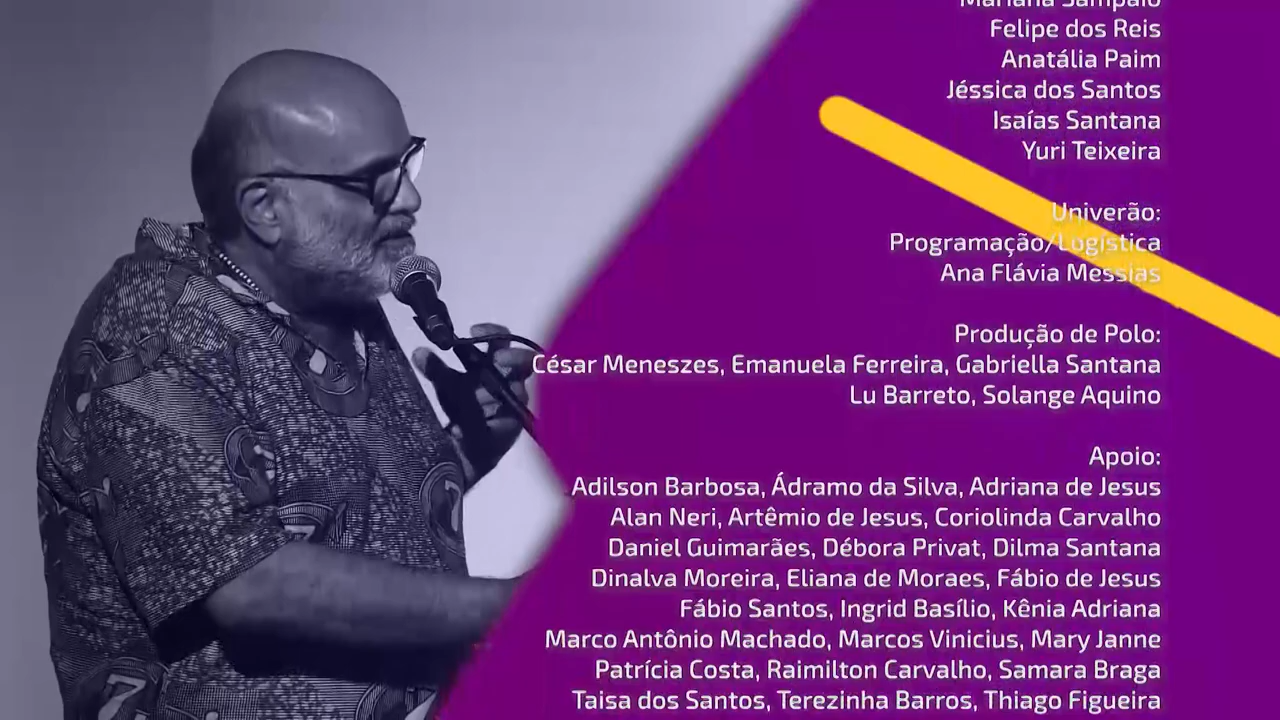 Mariana Sampaio
Felipe dos Reis
Anatália Paim
Jéssica dos Santos
Isaías Santana
Yuri Teixeira
Univerão:
Programação/Logística
Ana Flávia Messias
Produção de Polo:
César Meneszes, Emanuela Ferreira, Gabriella Santana
Lu Barreto, Solange Aquino
Apoio:
Adilson Barbosa, Ádramo da Silva, Adriana de Jesus
Alan Neri, Artêmio de Jesus, Coriolinda Carvalho
Daniel Guimarães, Débora Privat, Dilma Santana
Dinalva Moreira, Eliana de Moraes, Fábio de Jesus
Fábio Santos, Ingrid Basílio, Kênia Adriana
Marco Antônio Machado, Marcos Vinicius, Mary Janne
Patrícia Costa, Raimilton Carvalho, Samara Braga
Taisa dos Santos, Terezinha Barros, Thiago Figueira